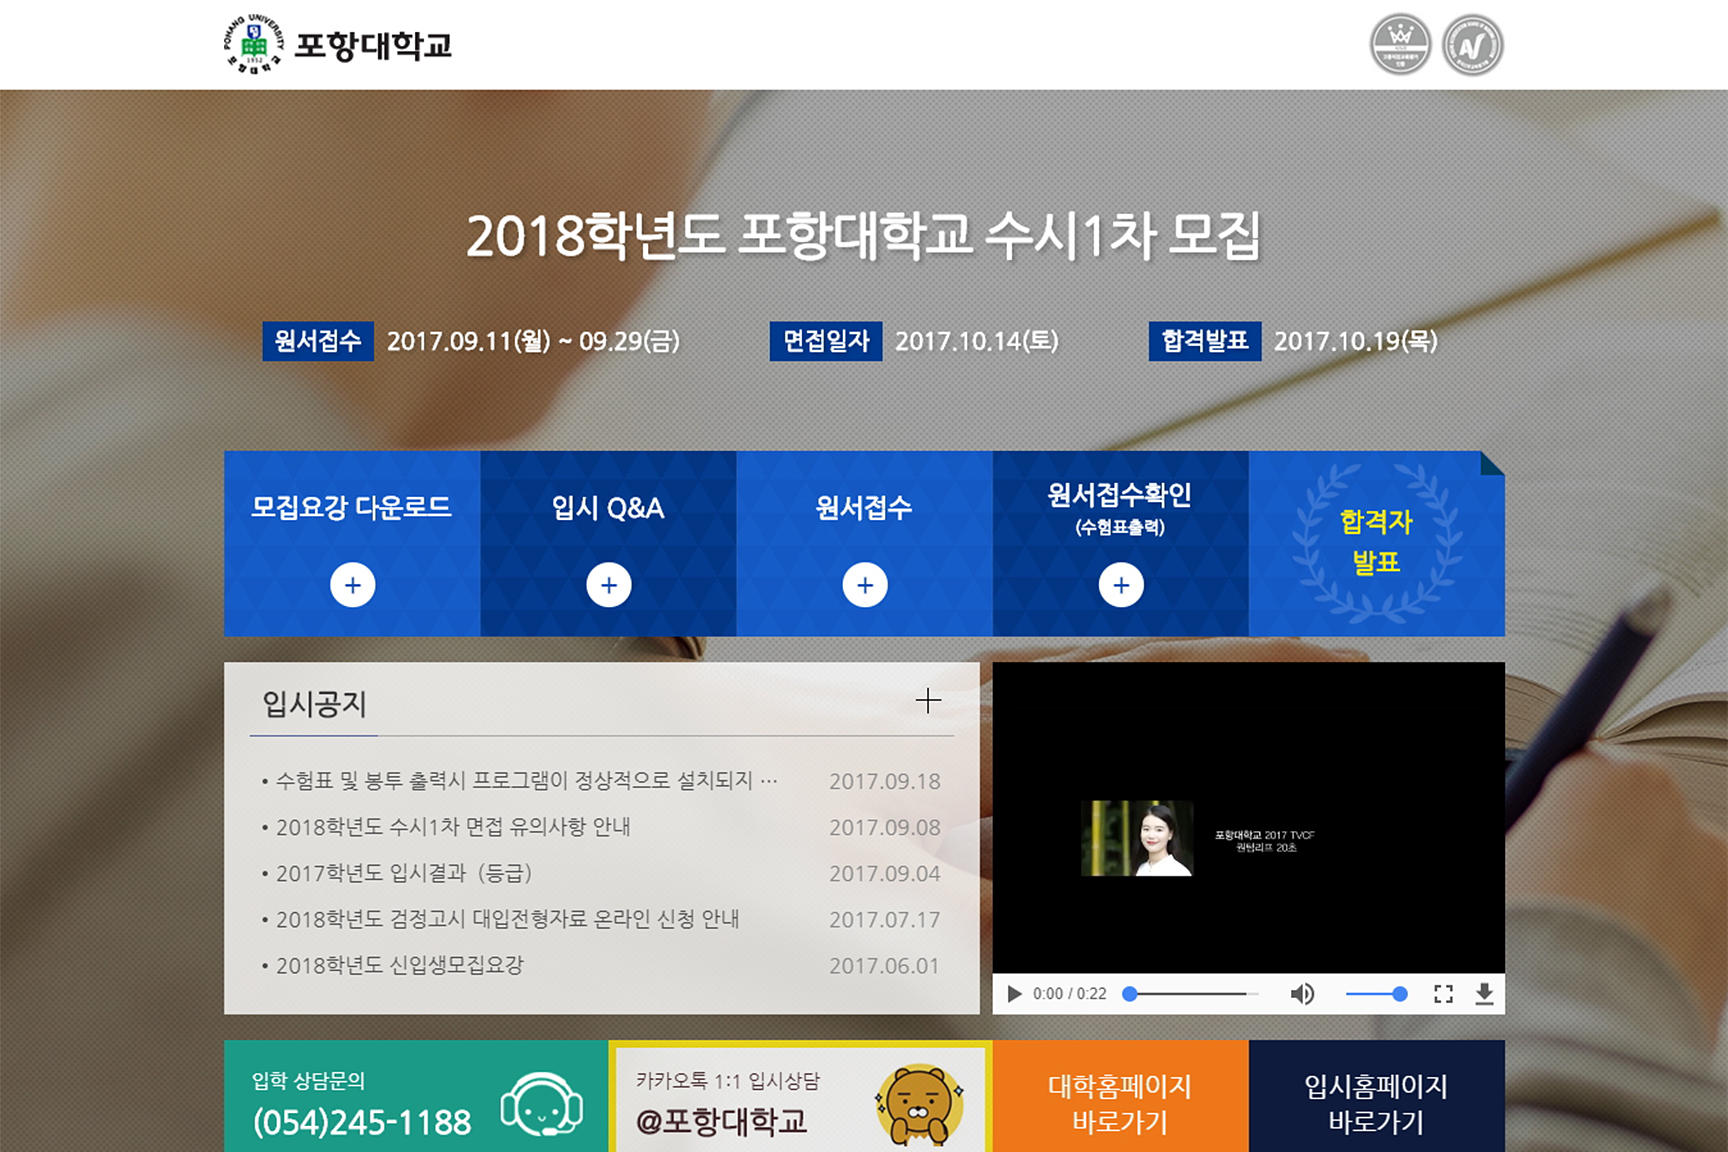 POHANG UNIVERSITY
1952
포항대학교
포항대학교
2018학년도 포항대학교 수시1차 모집
원서접수 2017.09.11(월) ~ 09.29(금)
면접일자 2017.10.14(토)
합격발표 2017.10.19(목)
모집요강 다운로드
입시 Q&A
원서접수
원서접수확인
(수험표출력)
합격자
발표
입시공지
• 수험표 및 봉투 출력시 프로그램이 정상적으로 설치되지 … 2017.09.18
• 2018학년도 수시1차 면접 유의사항 안내 2017.09.08
• 2017학년도 입시결과 (등급) 2017.09.04
• 2018학년도 검정고시 대입전형자료 온라인 신청 안내 2017.07.17
• 2018학년도 신입생모집요강 2017.06.01
포항대학교 2017 TVCF
퀀텀리프 20초
0:00 / 0:22
입학 상담문의
(054)245-1188
카카오톡 1:1 입시상담
@포항대학교
대학홈페이지
바로가기
입시홈페이지
바로가기